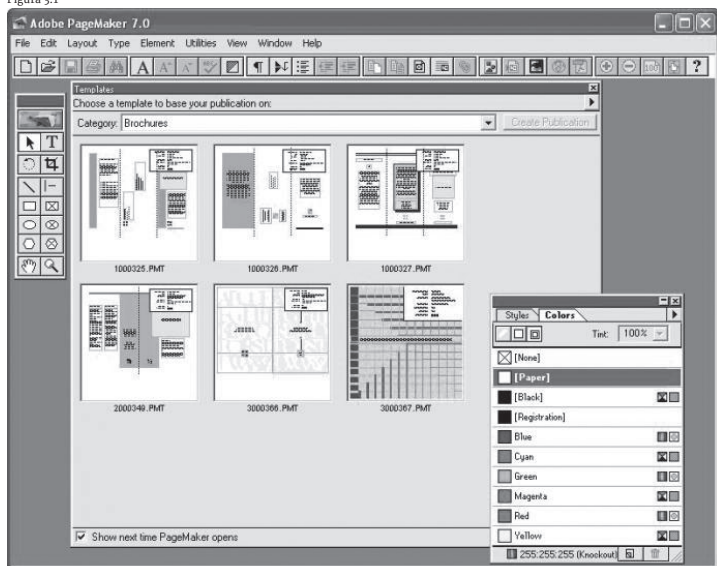 Figura 5.1
Adobe PageMaker 7.0
File Edit Layout Type Element Utilities View Window Help
Templates
Choose a template to base your publication on:
Category: Brochures
Create Publication
1000325.PMT
1000326.PMT
1000327.PMT
2000349.PMT
3000366.PMT
3000367.PMT
Show next time PageMaker opens
Styles Colors
Tint: 100%
[None]
[Paper]
[Black]
[Registration]
Blue
Cyan
Green
Magenta
Red
Yellow
255:255:255 (Knockout)